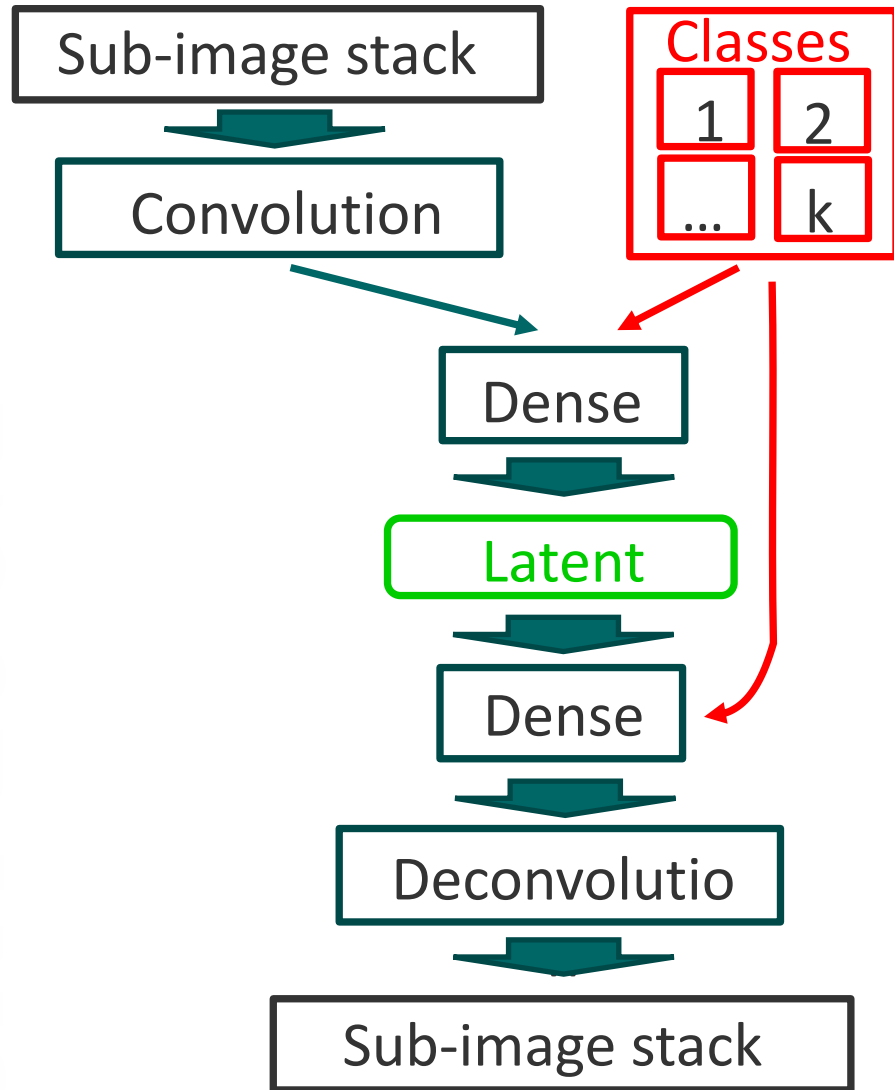 Sub-image stack
Classes
1 2
... k
Convolution
Dense
Latent
Dense
Deconvolutio
Sub-image stack